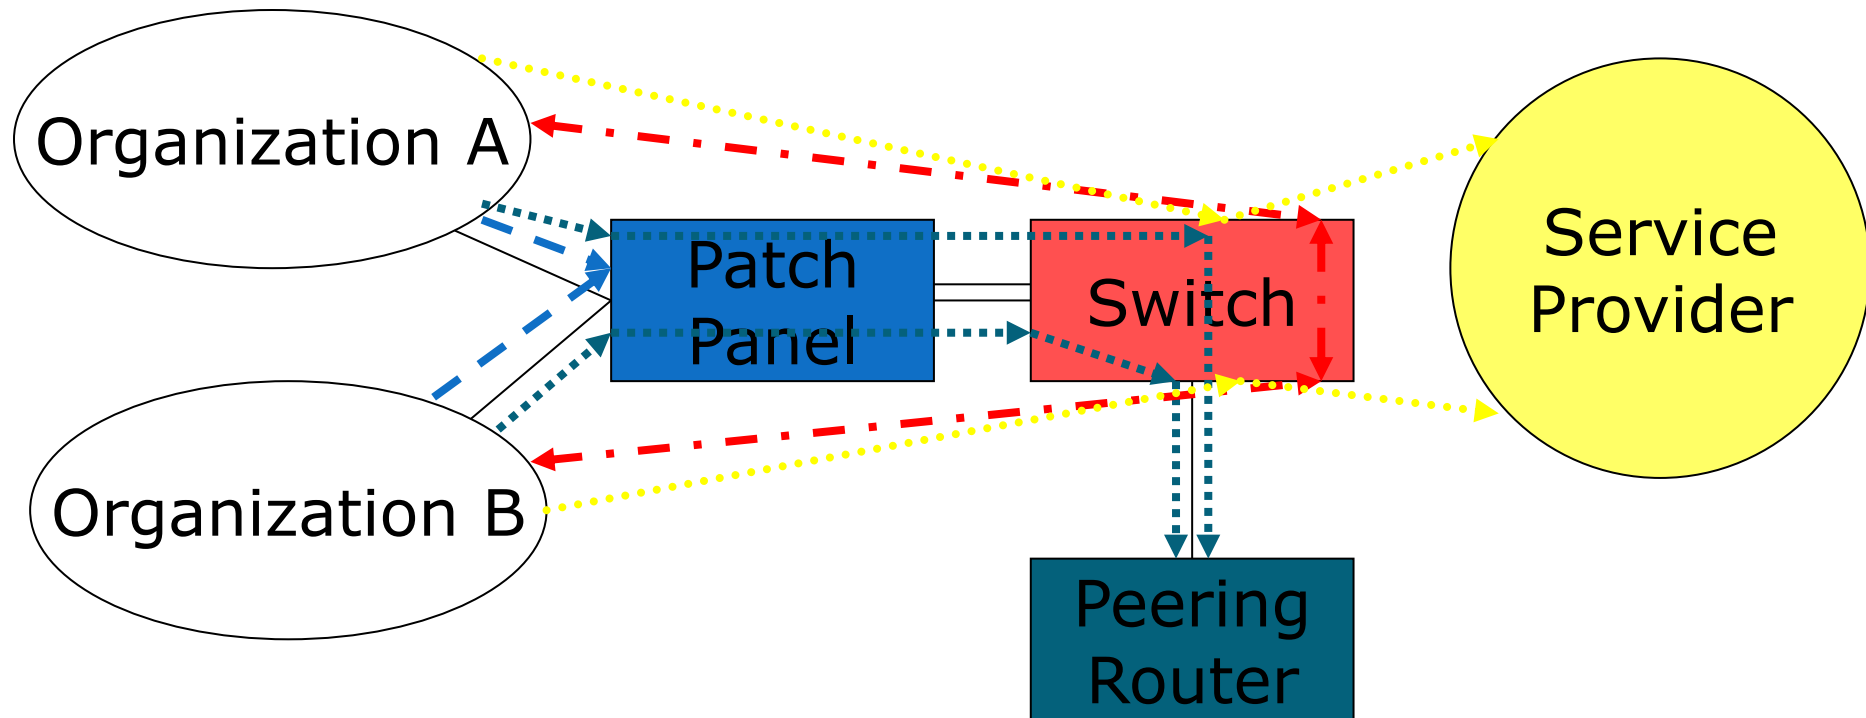 Organization A
Patch
Panel
Switch
Service
Provider
Organization B
Peering
Router